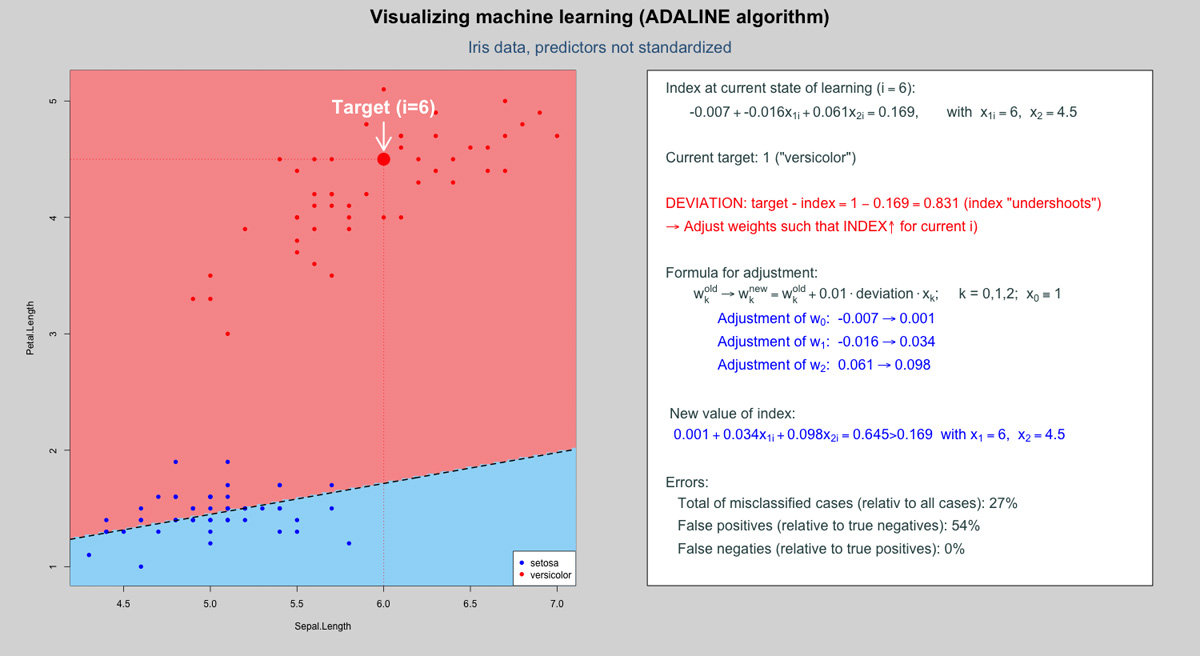 Visualizing machine learning (ADALINE algorithm)
Iris data, predictors not standardized
Target (i=6)
Petal.Length
5
4
3
2
1
4.5
5.0
5.5
6.0
6.5
7.0
Sepal.Length
setosa
versicolor
Index at current state of learning (i = 6):
-0.007 + -0.016x₁ᵢ + 0.061x₂ᵢ = 0.169, with x₁ᵢ = 6, x₂ = 4.5
Current target: 1 ("versicolor")
DEVIATION: target - index = 1 − 0.169 = 0.831 (index "undershoots")
→ Adjust weights such that INDEX↑ for current i)
Formula for adjustment:
wₖ^old → wₖ^new = wₖ^old + 0.01 · deviation · xₖ; k = 0,1,2; x₀ ≡ 1
Adjustment of w₀: -0.007 → 0.001
Adjustment of w₁: -0.016 → 0.034
Adjustment of w₂: 0.061 → 0.098
New value of index:
0.001 + 0.034x₁ᵢ + 0.098x₂ᵢ = 0.645>0.169 with x₁ = 6, x₂ = 4.5
Errors:
Total of misclassified cases (relativ to all cases): 27%
False positives (relative to true negatives): 54%
False negaties (relative to true positives): 0%